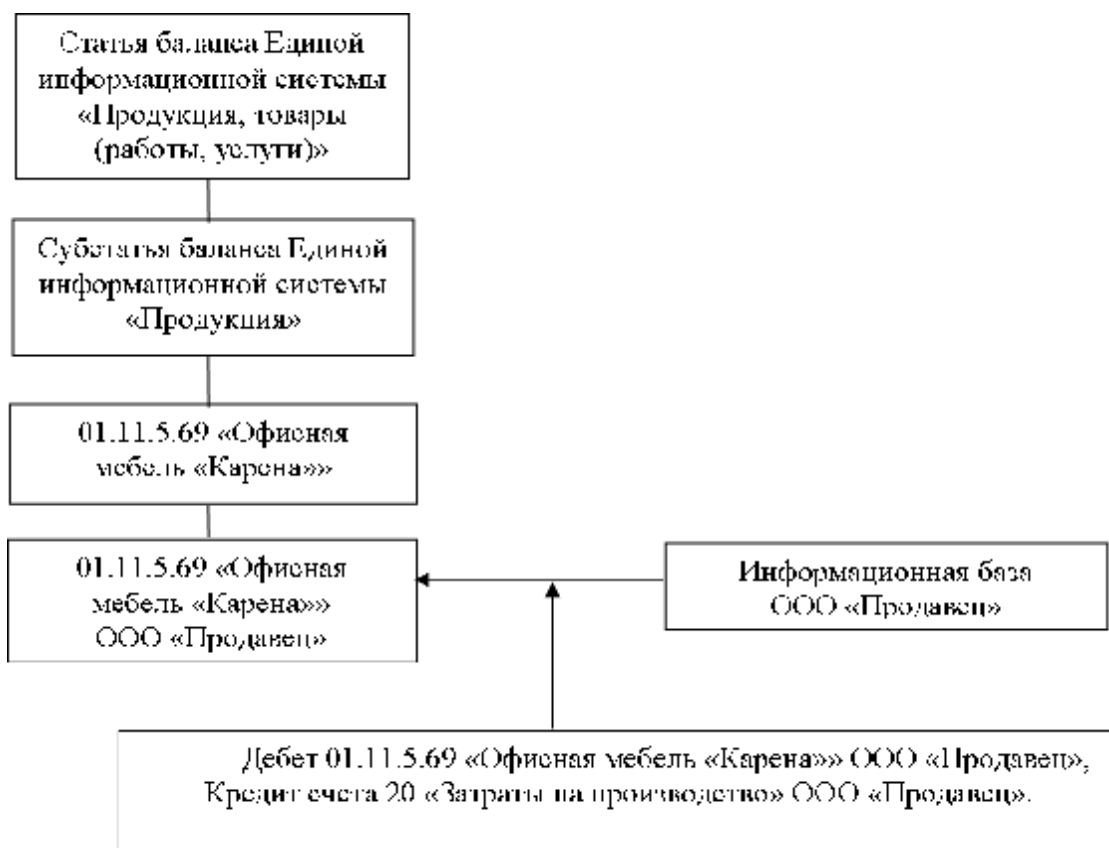 Статья баланса Единой
информационной системы
«Продукция, товары
(работы, услуги)»
Субстатья баланса Единой
информационной системы
«Продукция»
01.11.5.69 «Офисная
мебель «Карена»»
01.11.5.69 «Офисная
мебель «Карена»»
ООО «Продавец»
Информационная база
ООО «Продавец»
Дебет 01.11.5.69 «Офисная мебель «Карена»» ООО «Продавец»,
Кредит счета 20 «Затраты на производство» ООО «Продавец».